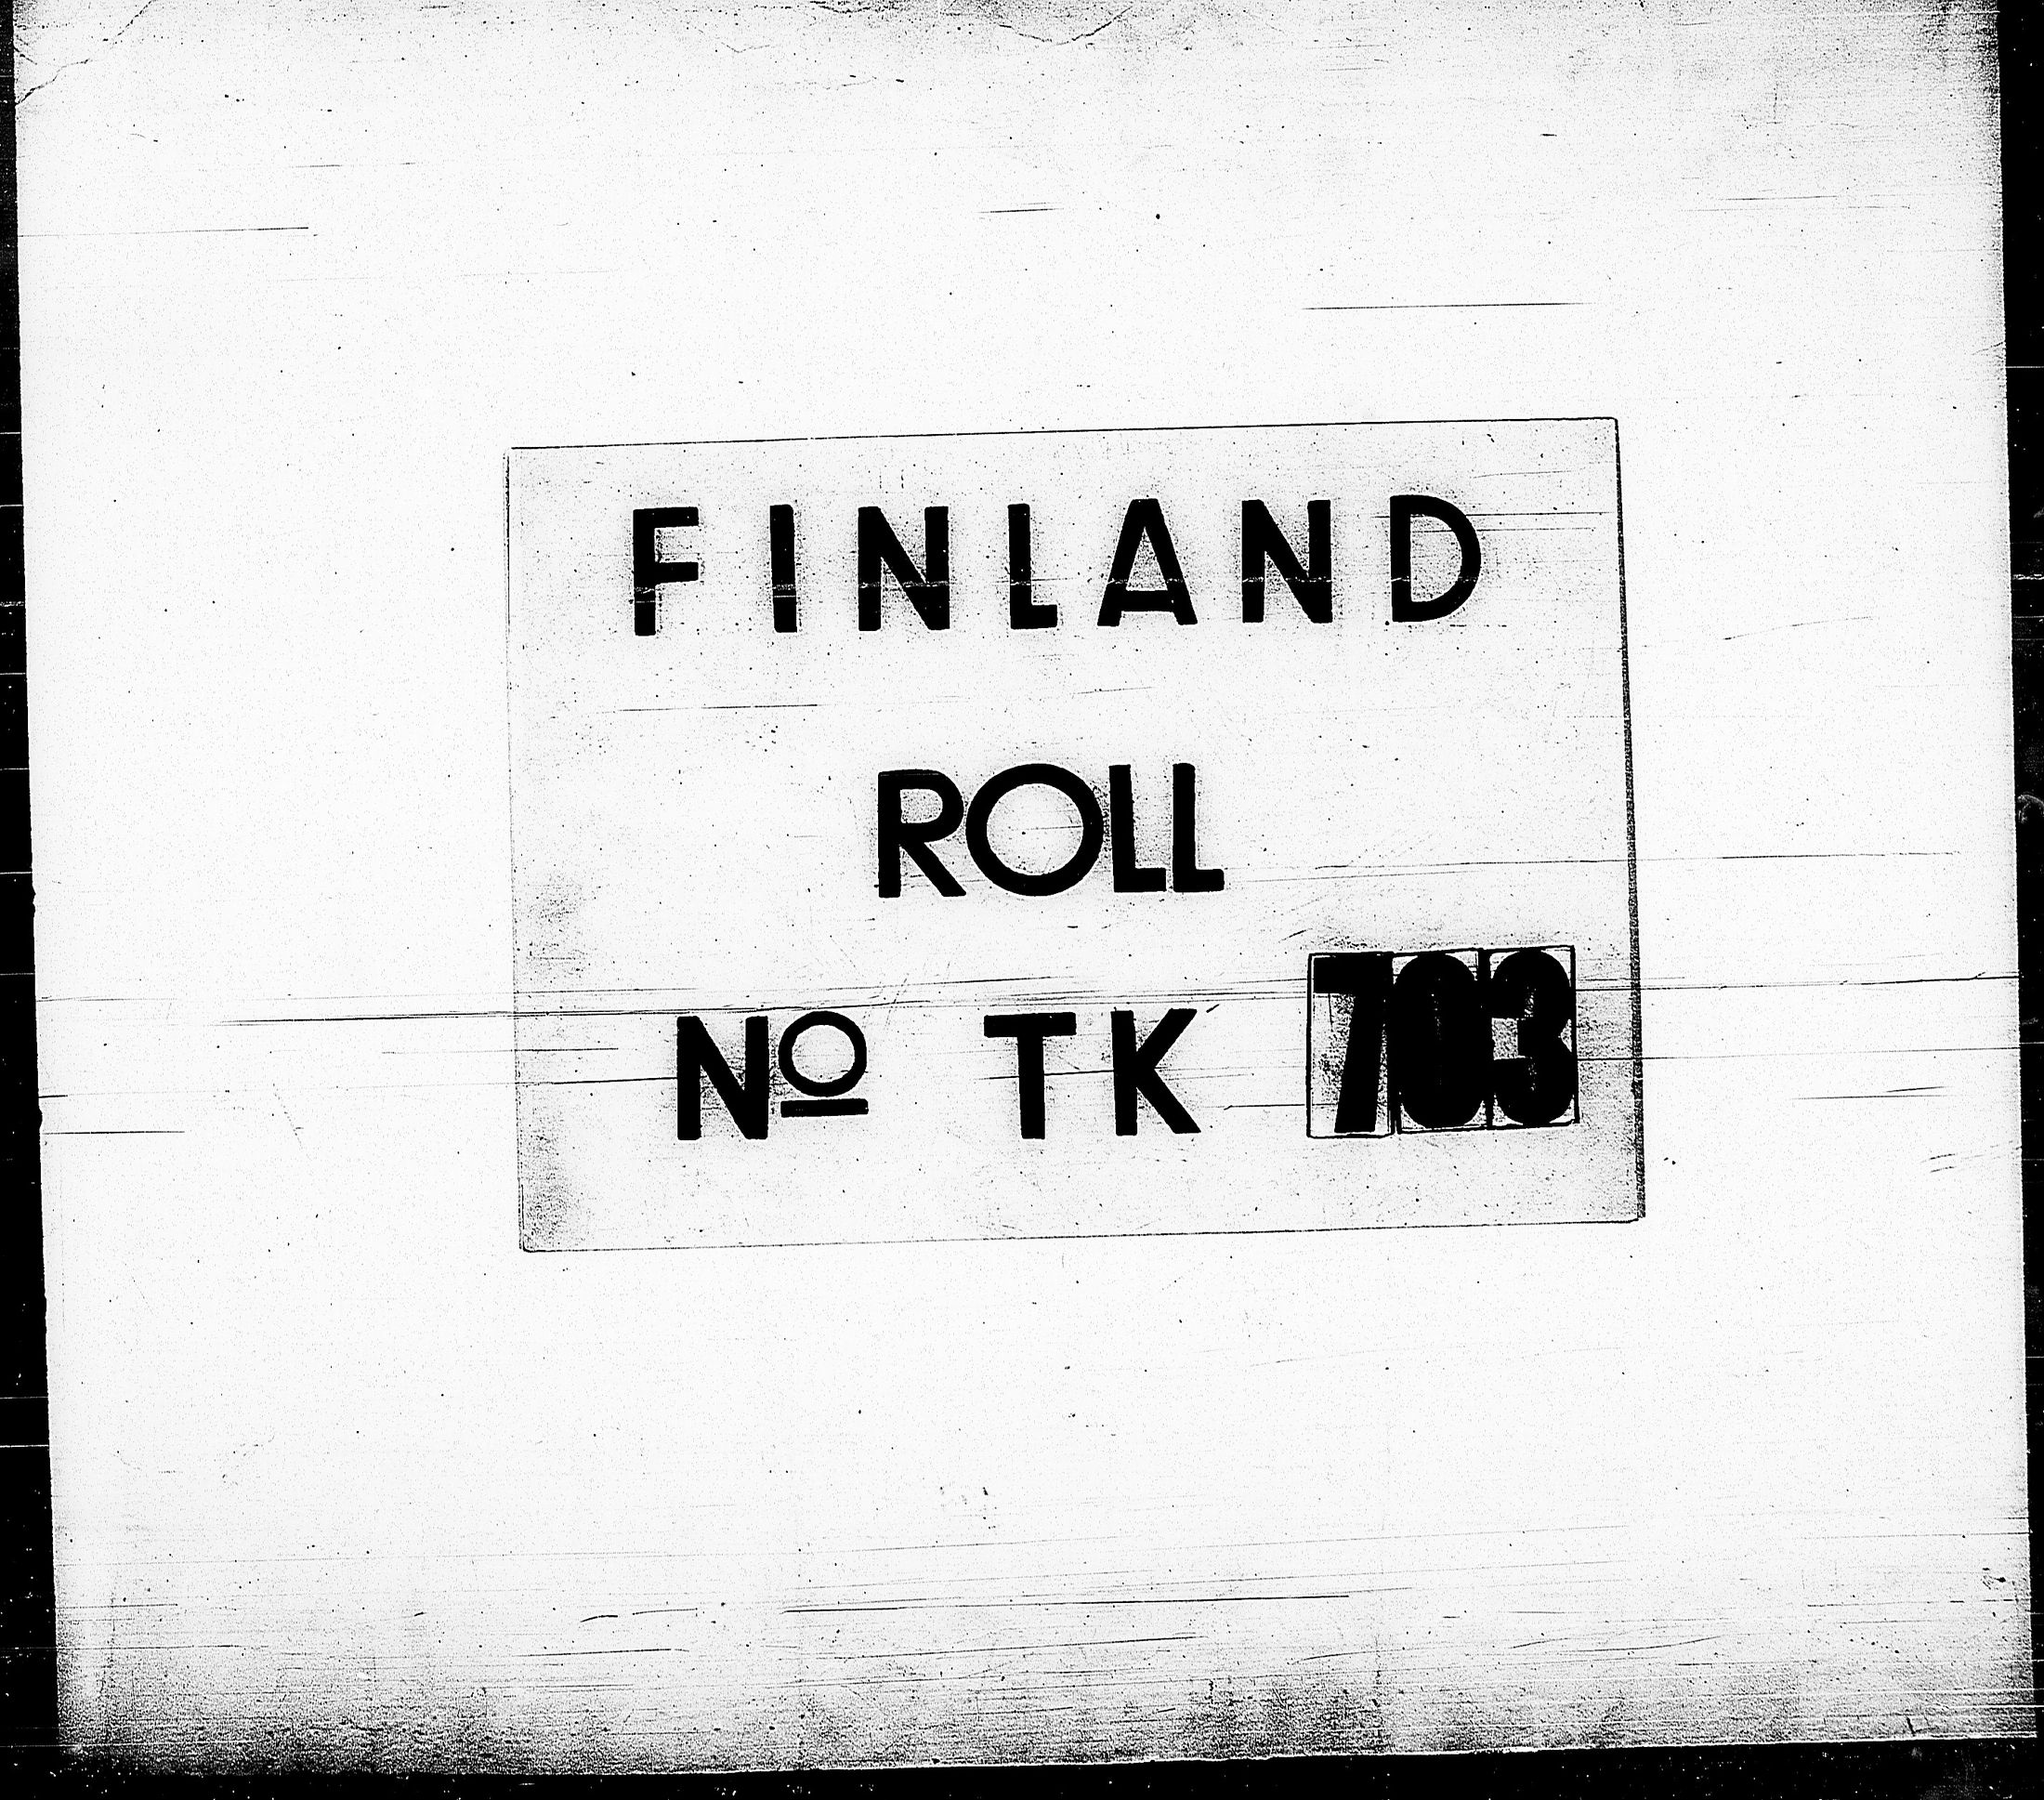 FINLAND
ROLL
Nº TK 703